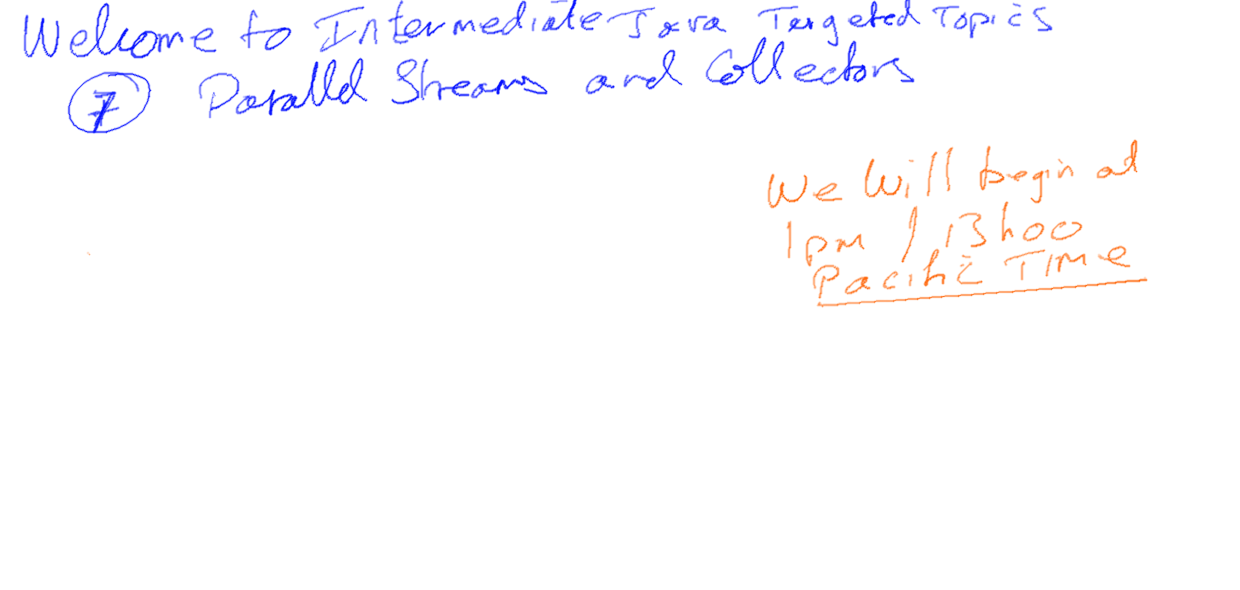 Welcome to Intermediate Java Targeted Topics
7 Parallel Streams and Collectors
We will begin at
1pm / 13h00
Pacific Time